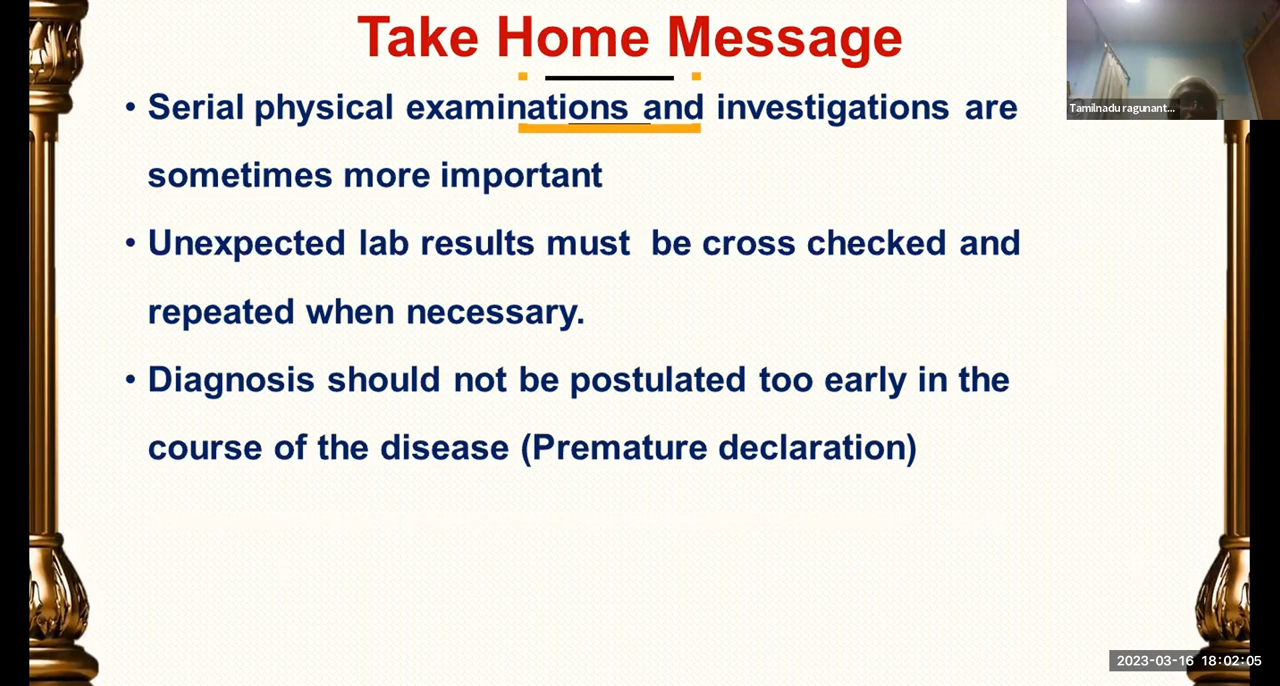 Take Home Message
• Serial physical examinations and investigations are
sometimes more important
• Unexpected lab results must be cross checked and
repeated when necessary.
• Diagnosis should not be postulated too early in the
course of the disease (Premature declaration)
Tamilnadu ragunant...
2023-03-16 18:02:05